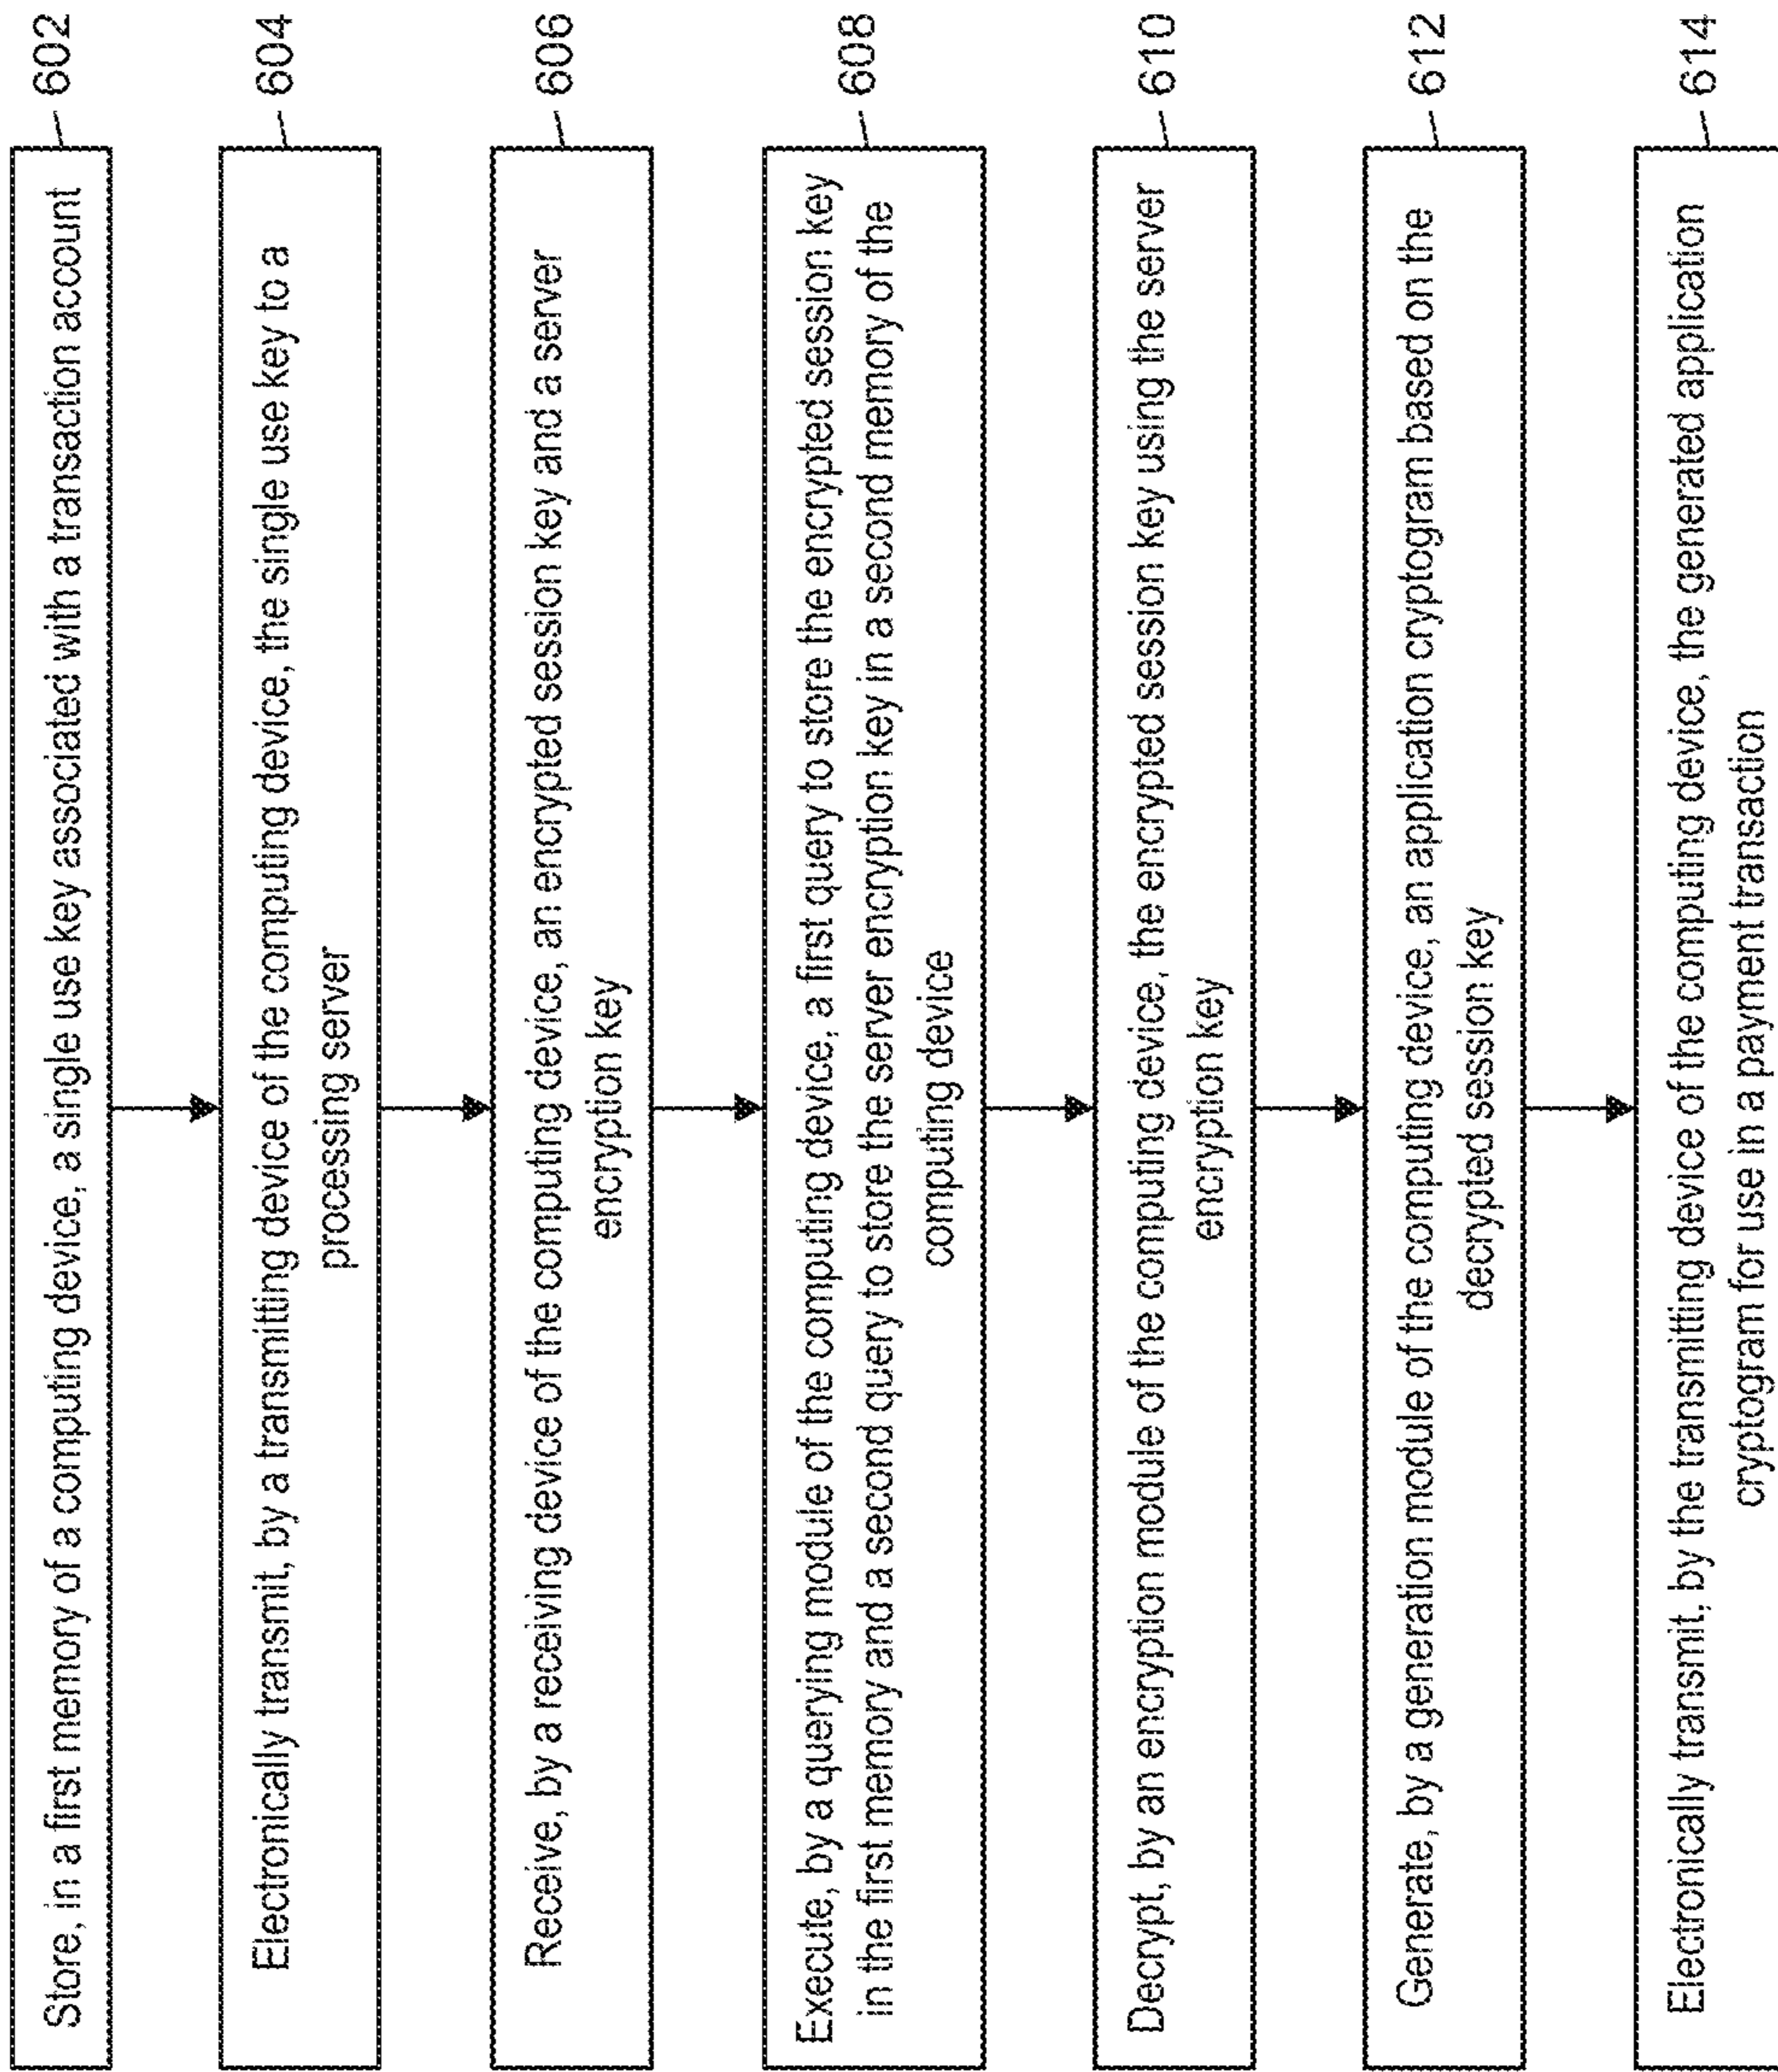 Store, in a first memory of a computing device, a single use key associated with a transaction account
602
Electronically transmit, by a transmitting device of the computing device, the single use key to a
processing server
604
Receive, by a receiving device of the computing device, an encrypted session key and a server
encryption key
606
Execute, by a querying module of the computing device, a first query to store the encrypted session key
in the first memory and a second query to store the server encryption key in a second memory of the
computing device
608
Decrypt, by an encryption module of the computing device, the encrypted session key using the server
encryption key
610
Generate, by a generation module of the computing device, an application cryptogram based on the
decrypted session key
612
Electronically transmit, by the transmitting device of the computing device, the generated application
cryptogram for use in a payment transaction
614